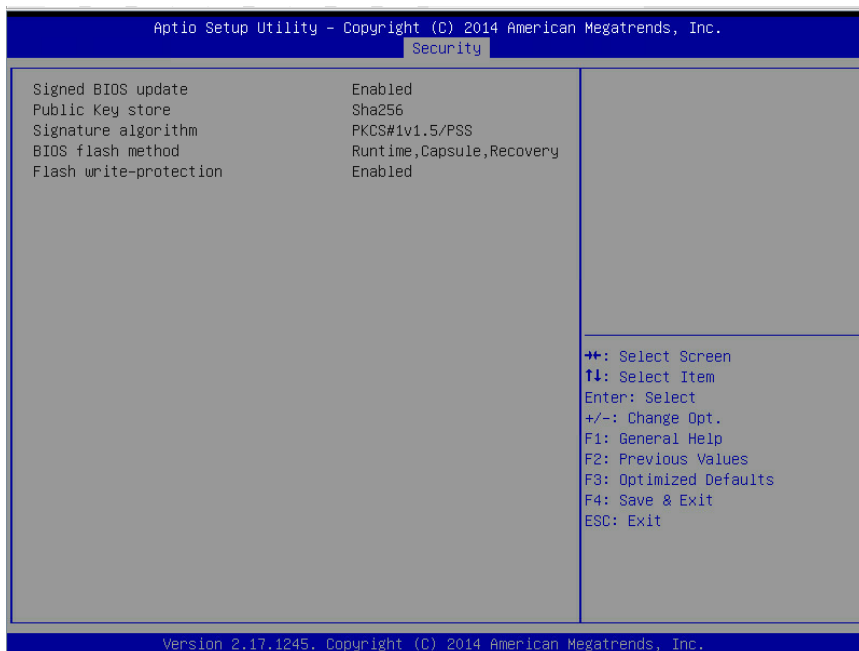 Aptio Setup Utility – Copyright (C) 2014 American Megatrends, Inc.
Security
Signed BIOS update Enabled
Public Key store Sha256
Signature algorithm PKCS#1v1.5/PSS
BIOS flash method Runtime,Capsule,Recovery
Flash write-protection Enabled
→←: Select Screen
↑↓: Select Item
Enter: Select
+/-: Change Opt.
F1: General Help
F2: Previous Values
F3: Optimized Defaults
F4: Save & Exit
ESC: Exit
Version 2.17.1245. Copyright (C) 2014 American Megatrends, Inc.